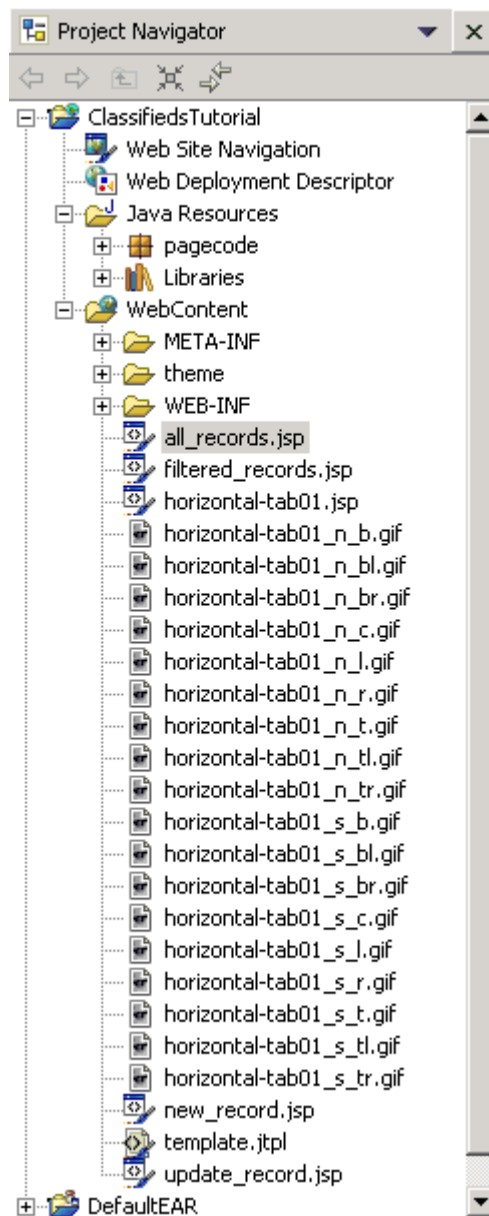 Project Navigator
ClassifiedsTutorial
Web Site Navigation
Web Deployment Descriptor
Java Resources
pagecode
Libraries
WebContent
META-INF
theme
WEB-INF
all_records.jsp
filtered_records.jsp
horizontal-tab01.jsp
horizontal-tab01_n_b.gif
horizontal-tab01_n_bl.gif
horizontal-tab01_n_br.gif
horizontal-tab01_n_c.gif
horizontal-tab01_n_l.gif
horizontal-tab01_n_r.gif
horizontal-tab01_n_t.gif
horizontal-tab01_n_tl.gif
horizontal-tab01_n_tr.gif
horizontal-tab01_s_b.gif
horizontal-tab01_s_bl.gif
horizontal-tab01_s_br.gif
horizontal-tab01_s_c.gif
horizontal-tab01_s_l.gif
horizontal-tab01_s_r.gif
horizontal-tab01_s_t.gif
horizontal-tab01_s_tl.gif
horizontal-tab01_s_tr.gif
new_record.jsp
template.jtpl
update_record.jsp
DefaultEAR